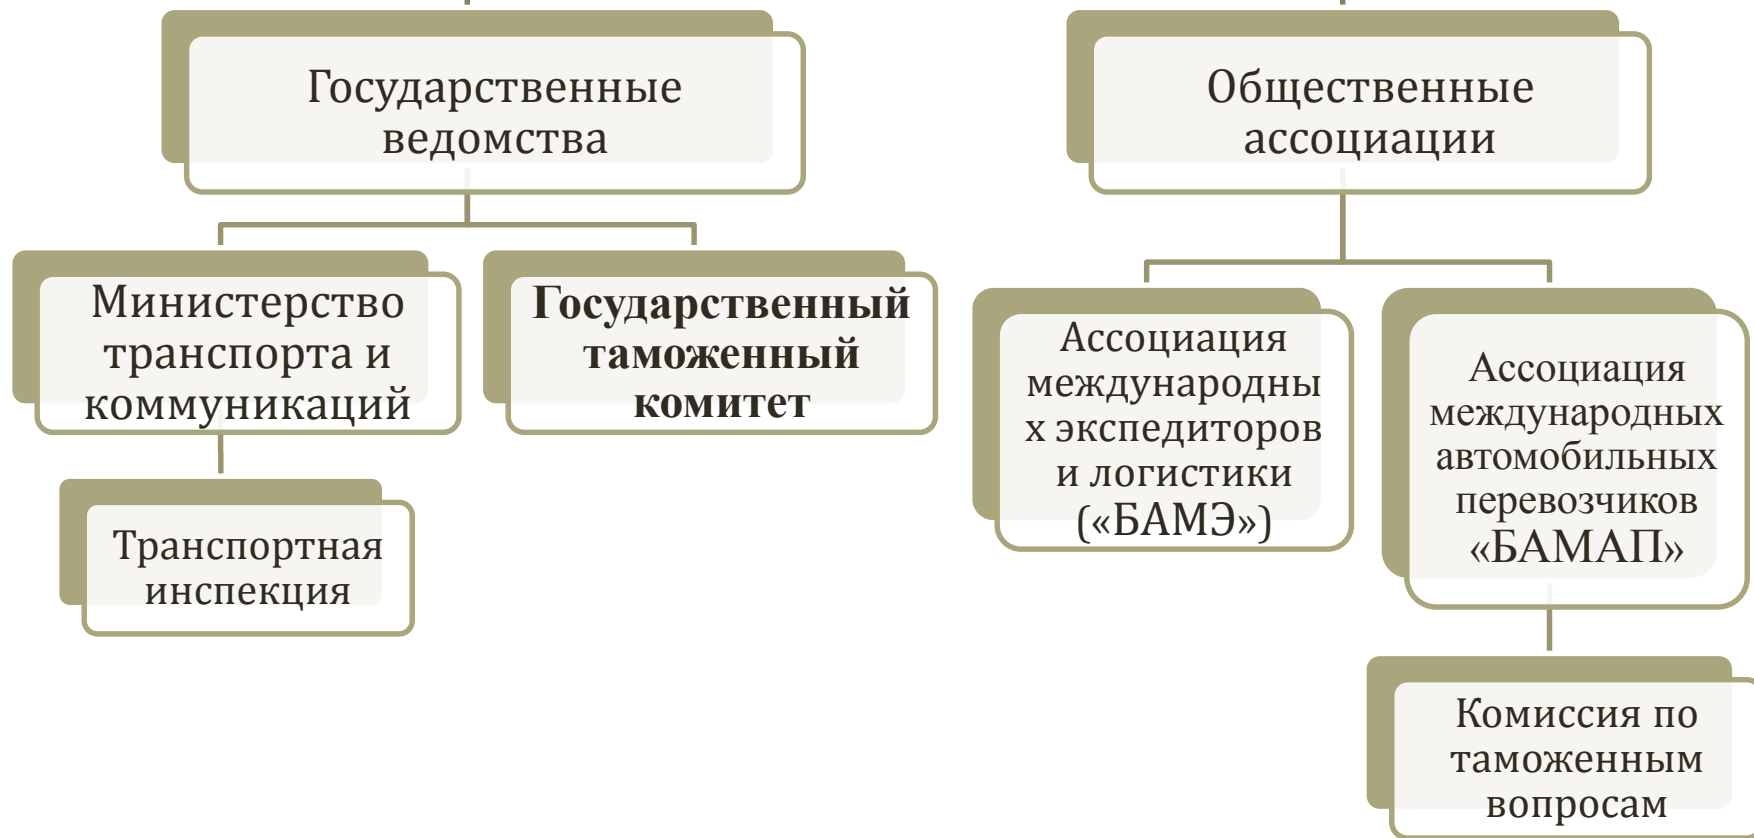 Государственные
ведомства
Общественные
ассоциации
Министерство
транспорта и
коммуникаций
Государственный
таможенный
комитет
Ассоциация
международны
х экспедиторов
и логистики
(«БАМЭ»)
Ассоциация
международных
автомобильных
перевозчиков
«БАМАП»
Транспортная
инспекция
Комиссия по
таможенным
вопросам